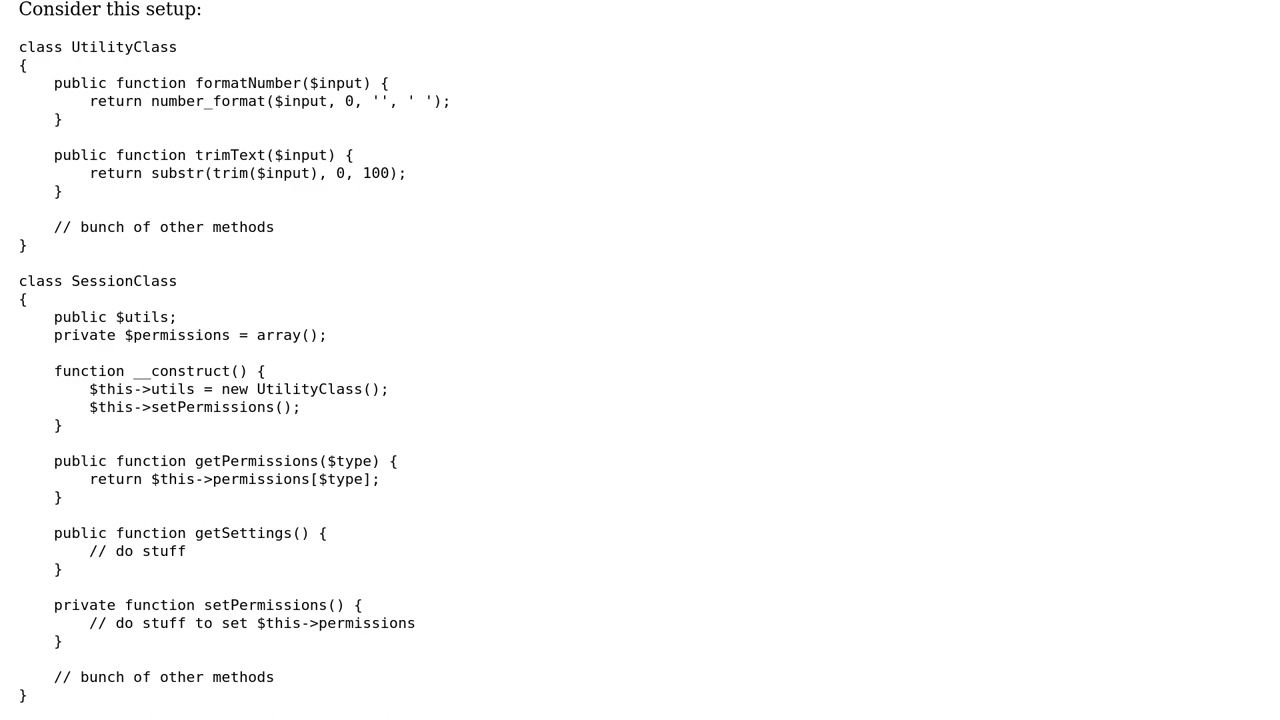 Consider this setup:
class UtilityClass
{
    public function formatNumber($input) {
        return number_format($input, 0, '', ' ');
    }
    public function trimText($input) {
        return substr(trim($input), 0, 100);
    }
    // bunch of other methods
}
class SessionClass
{
    public $utils;
    private $permissions = array();
    function __construct() {
        $this->utils = new UtilityClass();
        $this->setPermissions();
    }
    public function getPermissions($type) {
        return $this->permissions[$type];
    }
    public function getSettings() {
        // do stuff
    }
    private function setPermissions() {
        // do stuff to set $this->permissions
    }
    // bunch of other methods
}